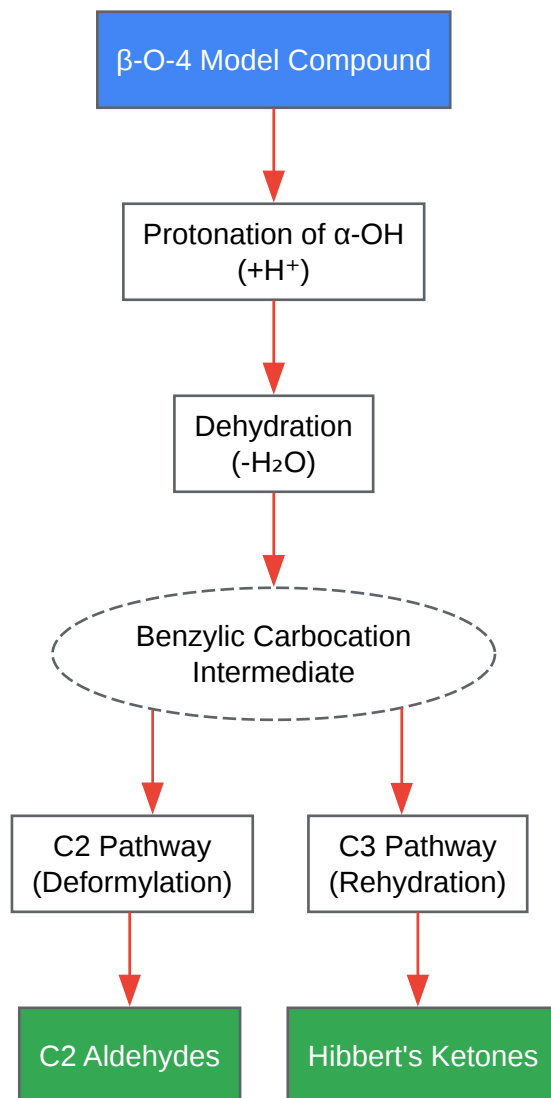 β-O-4 Model Compound
Protonation of α-OH
(+H⁺)
Dehydration
(-H₂O)
Benzylic Carbocation
Intermediate
C2 Pathway
(Deformylation)
C3 Pathway
(Rehydration)
C2 Aldehydes
Hibbert's Ketones